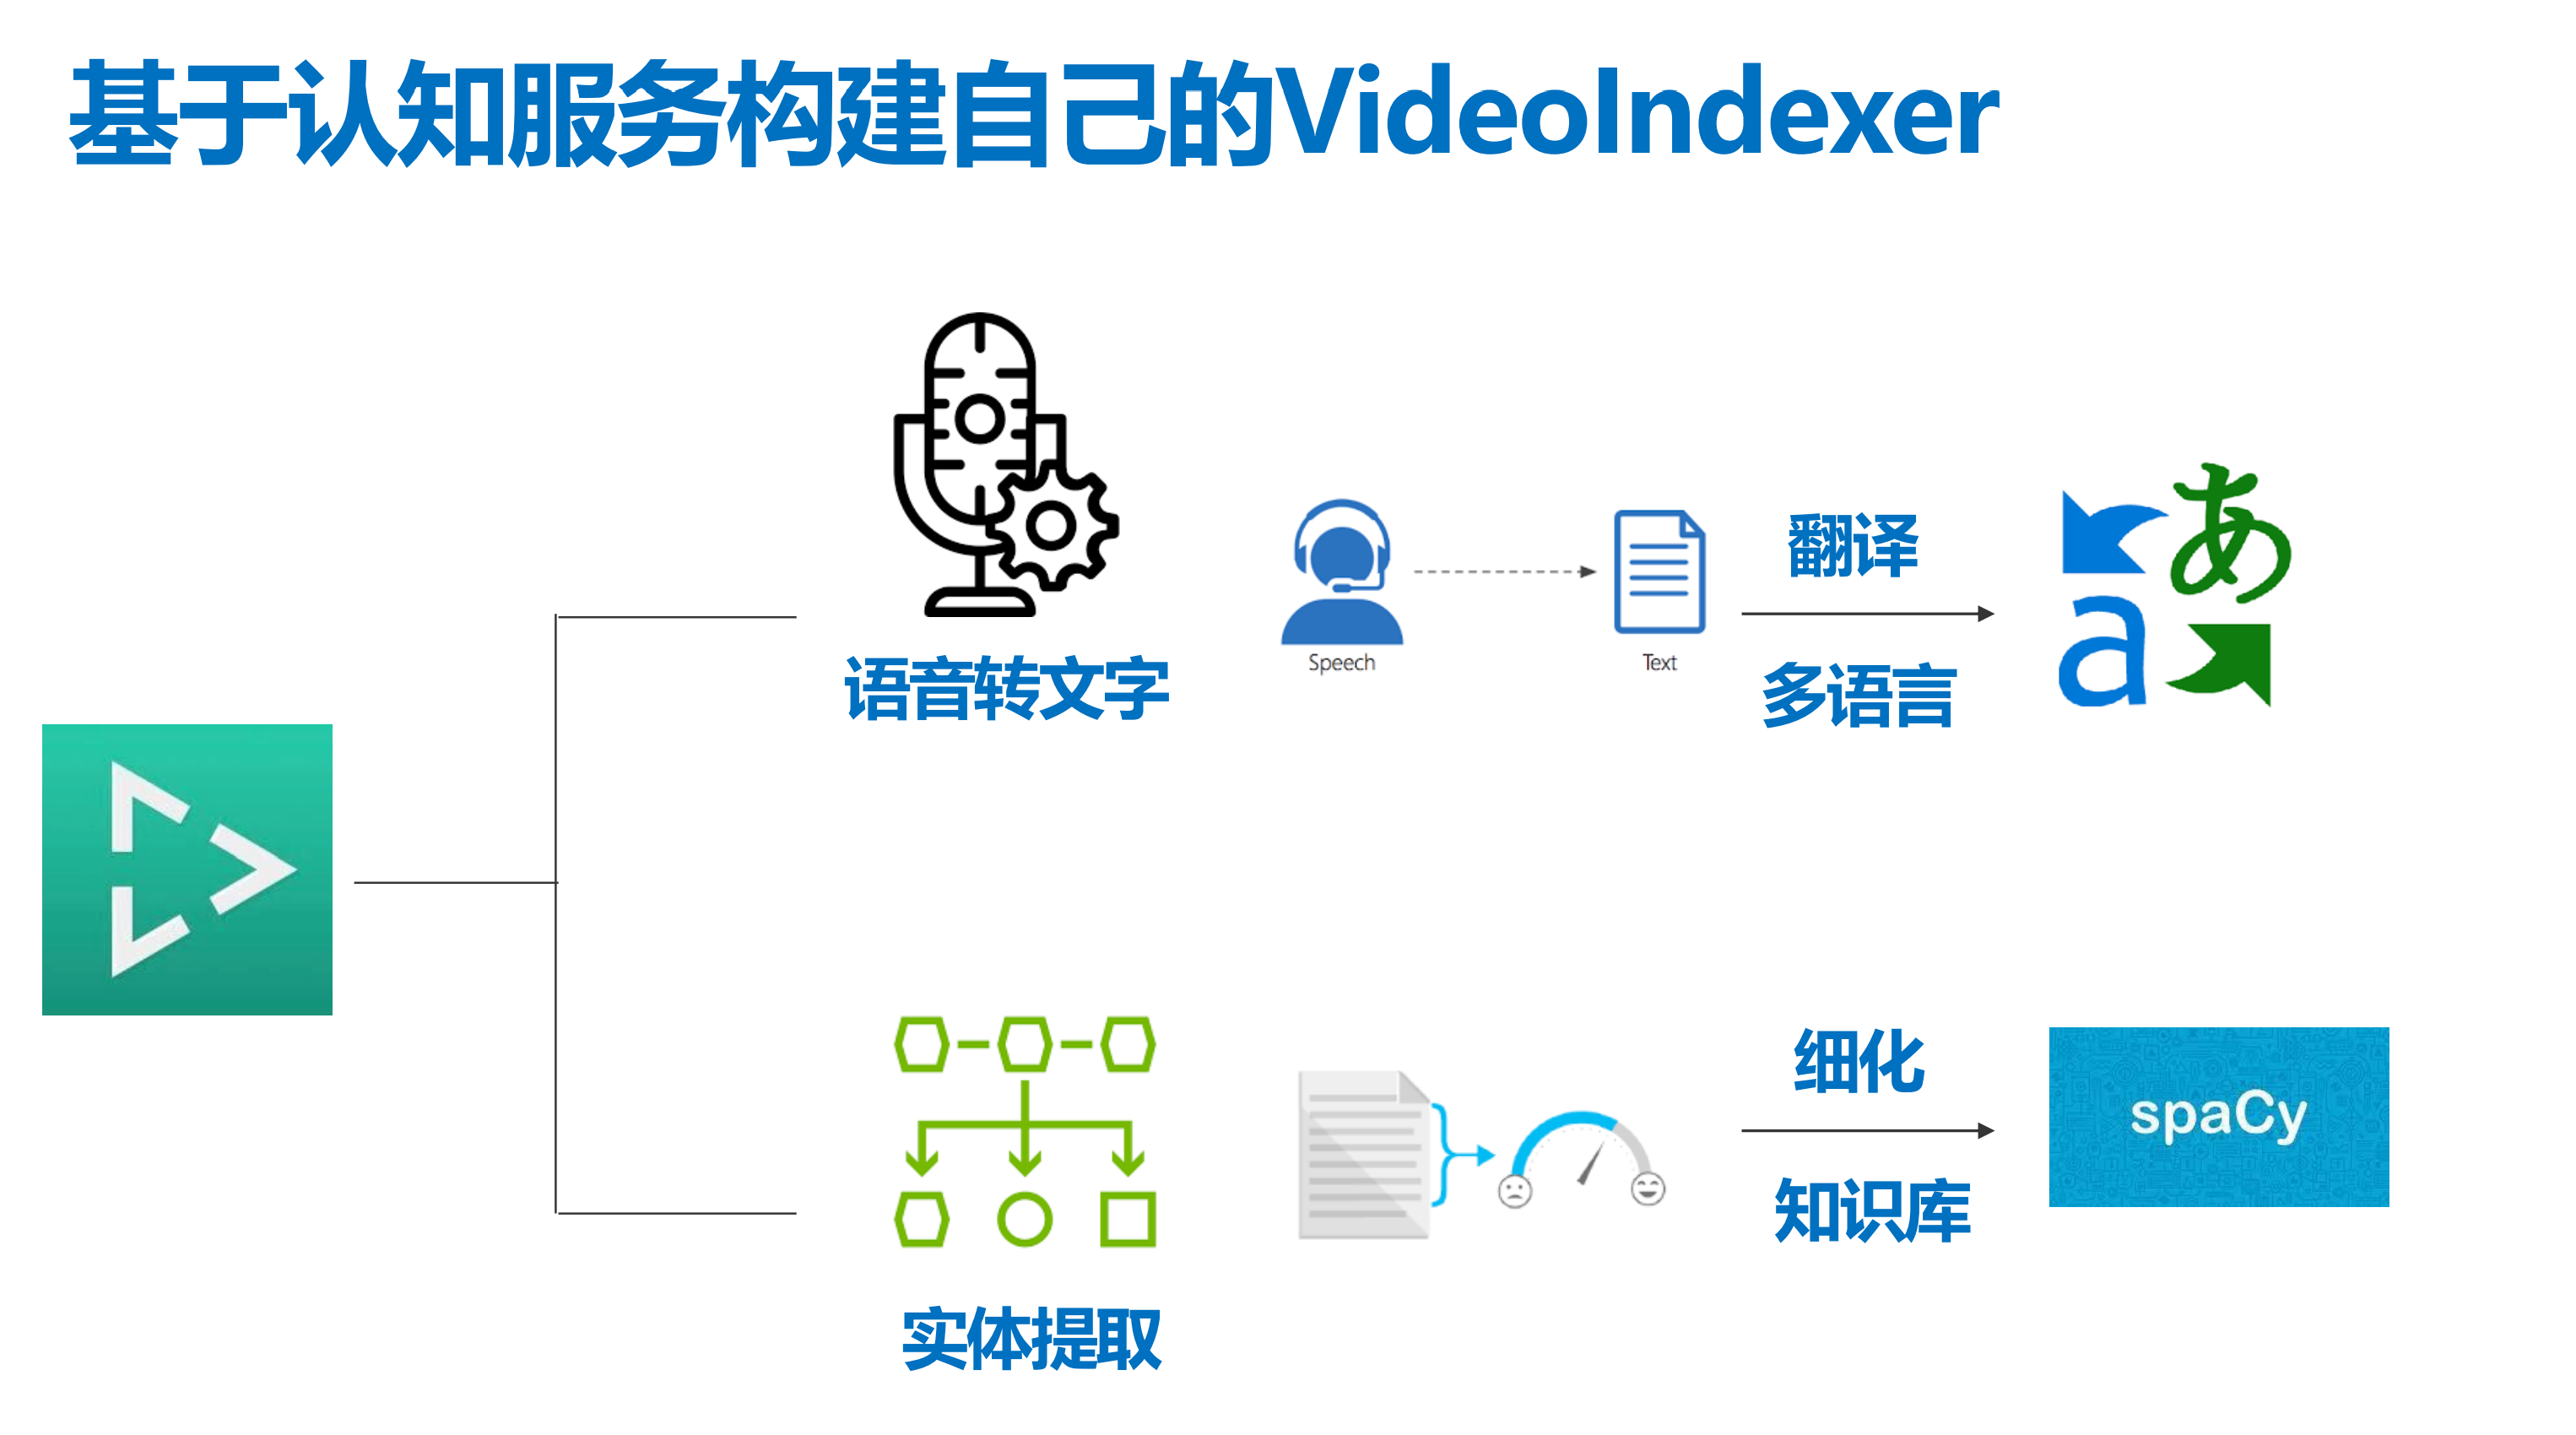 基于认知服务构建自己的VideoIndexer
语音转文字
Speech
Text
翻译
多语言
あ
a
实体提取
细化
知识库
spaCy